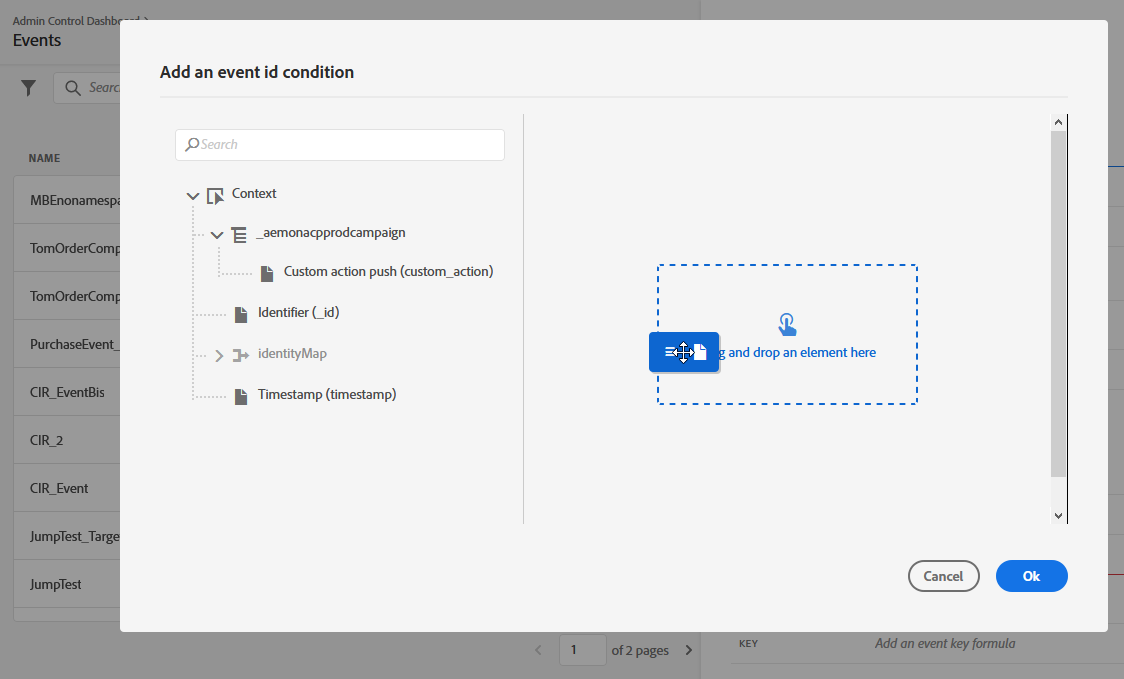 Admin Control Dashboard >
Events
Search
NAME
MBEnonamespa
TomOrderComp
TomOrderComp
PurchaseEvent_
CIR_EventBis
CIR_2
CIR_Event
JumpTest_Target
JumpTest
Add an event id condition
Search
Context
_aemonacpprodcampaign
Custom action push (custom_action)
Identifier (_id)
identityMap
Timestamp (timestamp)
g and drop an element here
Cancel
Ok
1 of 2 pages
KEY
Add an event key formula